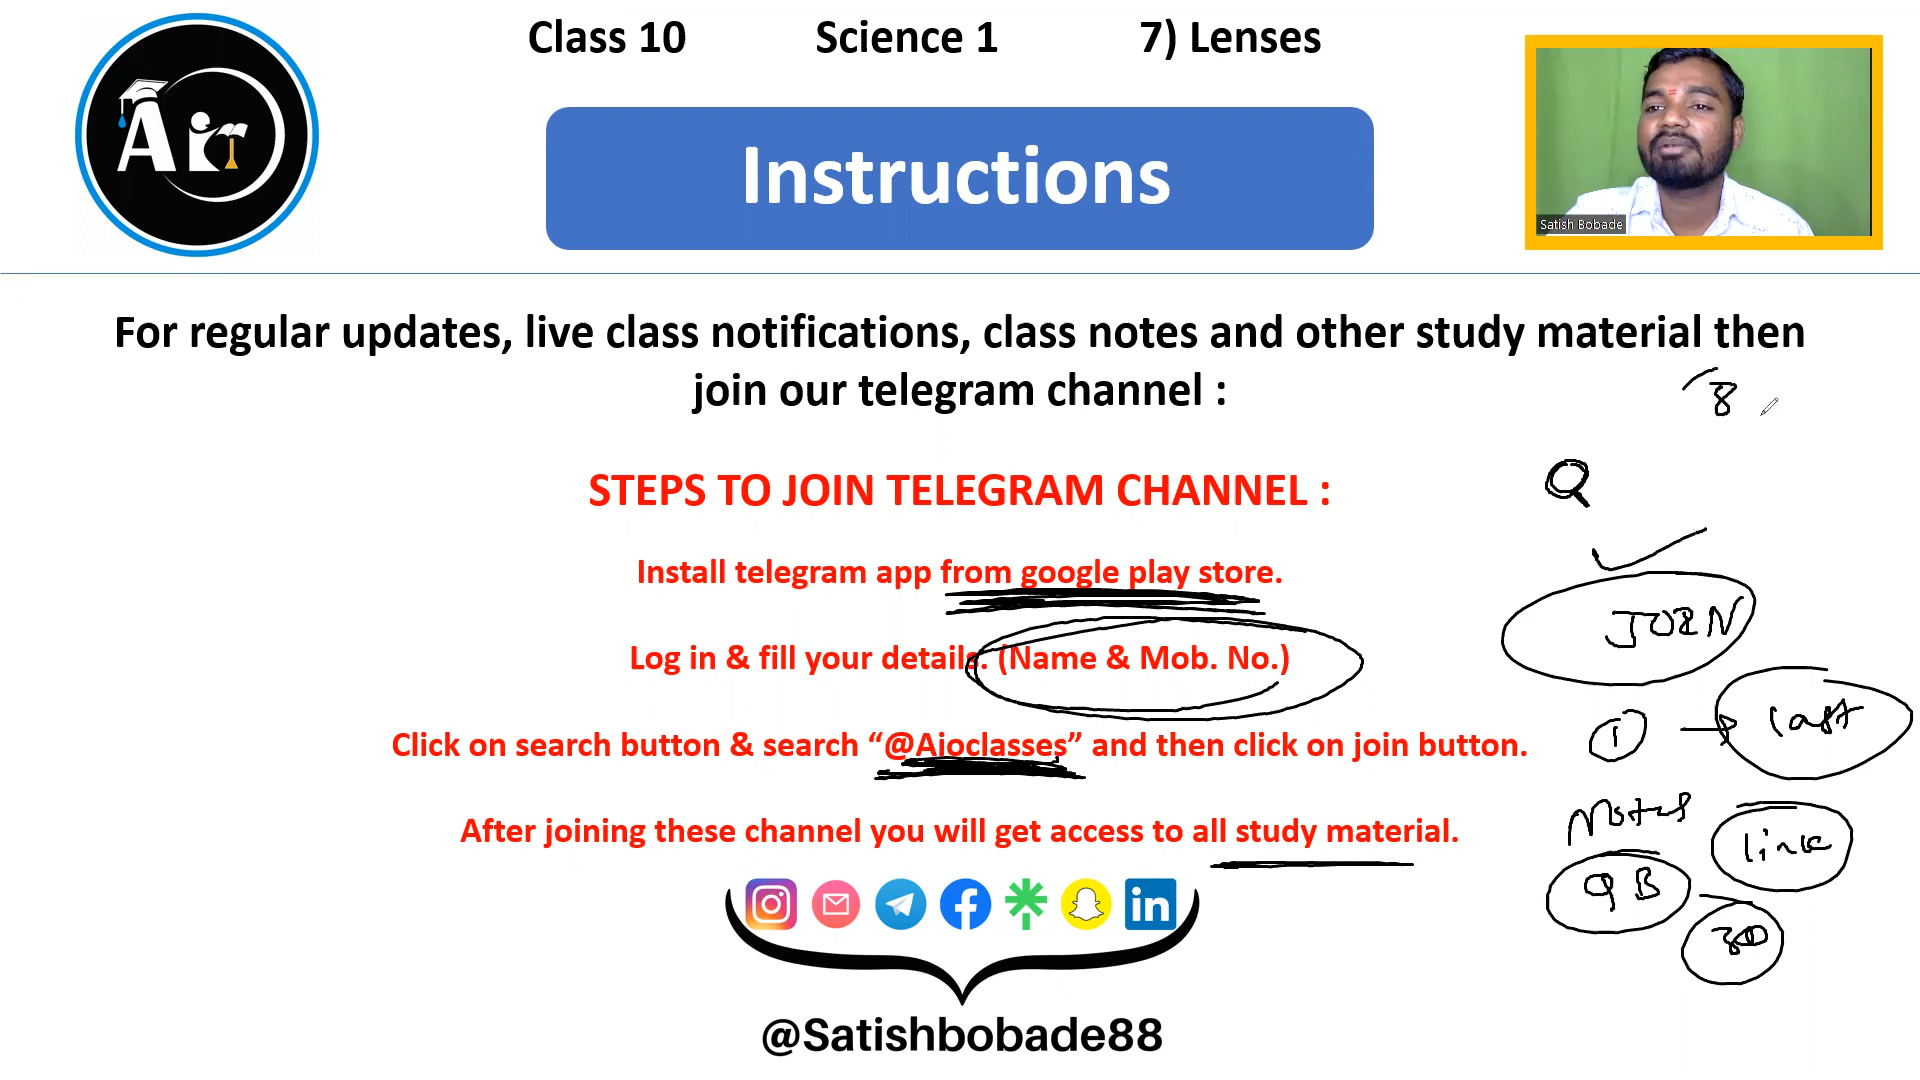 Class 10 Science 1 7) Lenses
Instructions
Satish Bobade
For regular updates, live class notifications, class notes and other study material then
join our telegram channel :
8
STEPS TO JOIN TELEGRAM CHANNEL :
Q
Install telegram app from google play store.
JOIN
Log in & fill your details. (Name & Mob. No.)
1 → last
Click on search button & search “@Aioclasses” and then click on join button.
Notes
link
After joining these channel you will get access to all study material.
QB
30
@Satishbobade88